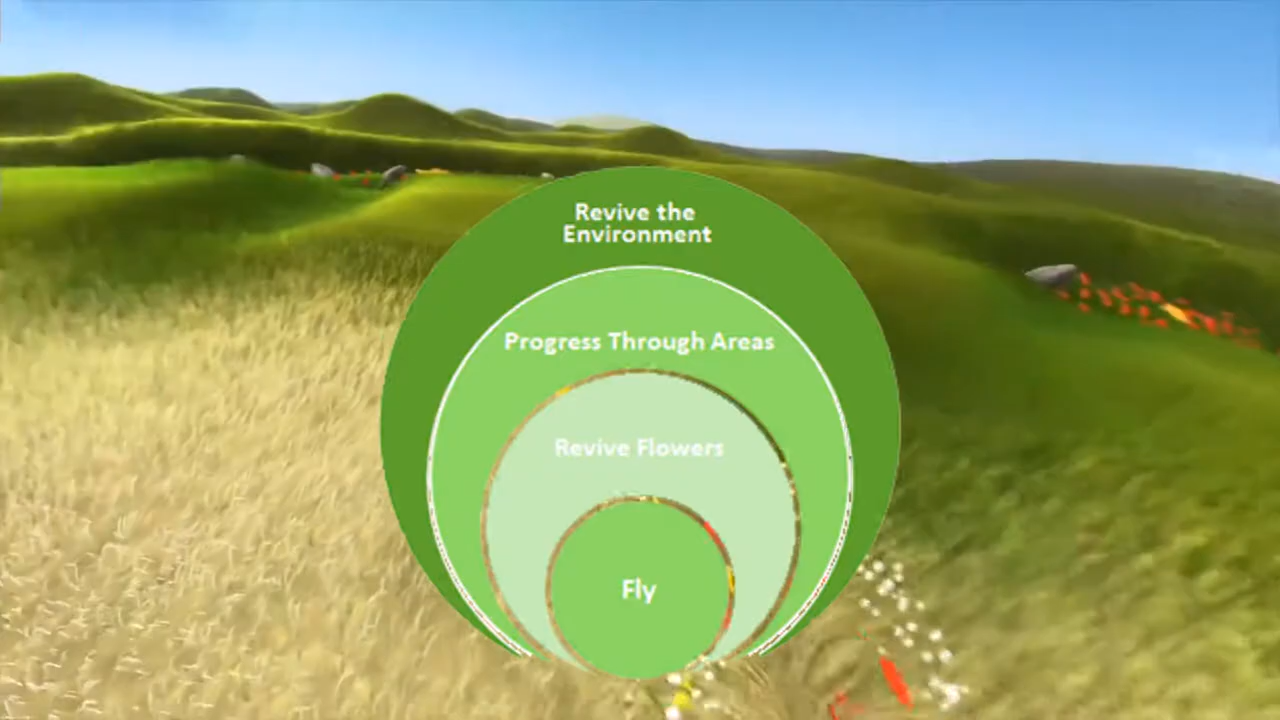 Revive the
Environment
Progress Through Areas
Revive Flowers
Fly